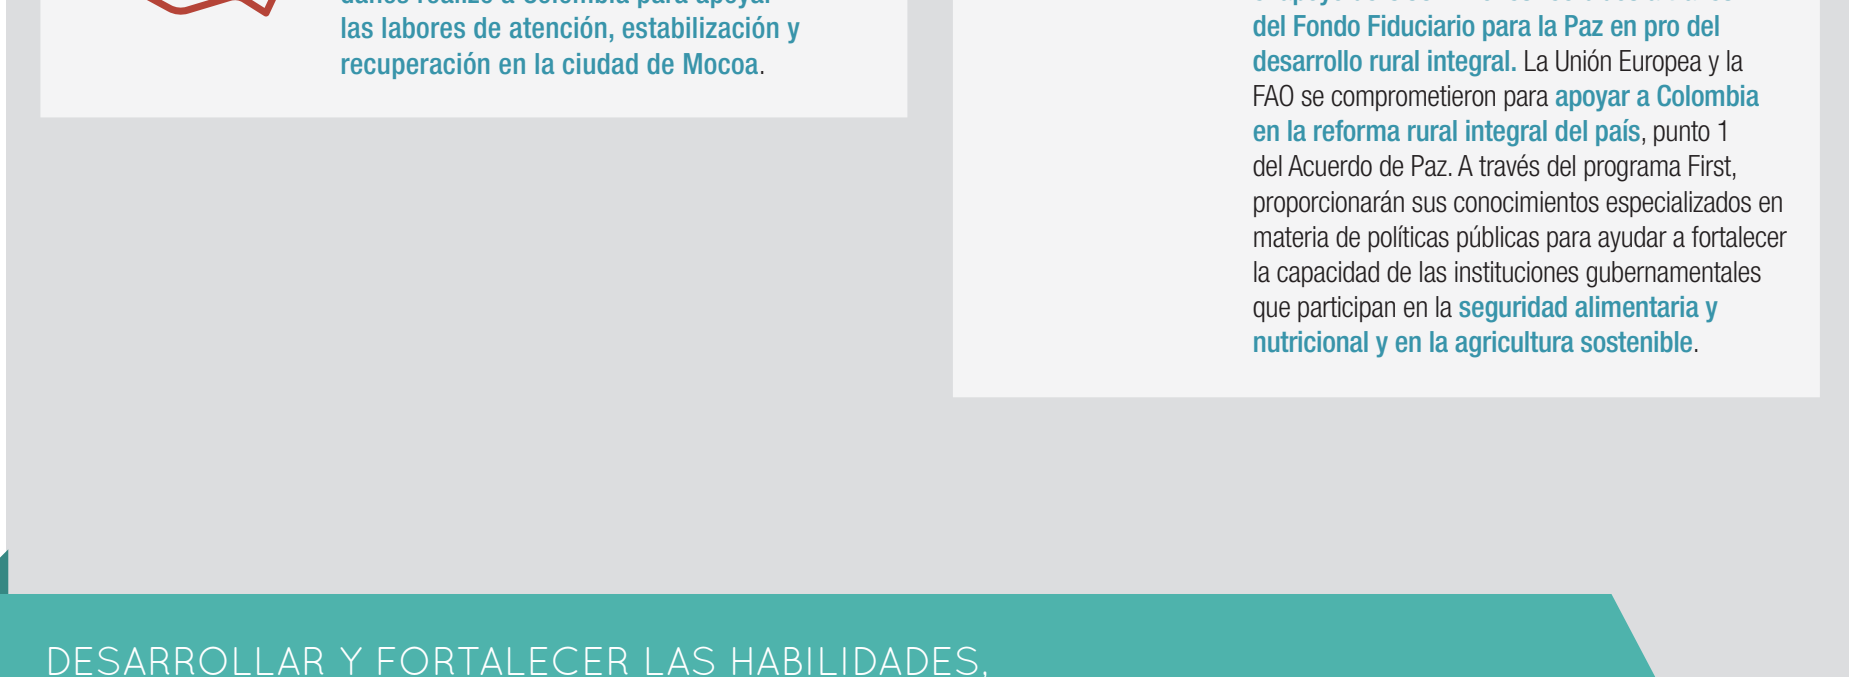 realizó a Colombia para apoyar
las labores de atención, estabilización y
recuperación en la ciudad de Mocoa.
del Fondo Fiduciario para la Paz en pro del
desarrollo rural integral. La Unión Europea y la
FAO se comprometieron para apoyar a Colombia
en la reforma rural integral del país, punto 1
del Acuerdo de Paz. A través del programa First,
proporcionarán sus conocimientos especializados en
materia de políticas públicas para ayudar a fortalecer
la capacidad de las instituciones gubernamentales
que participan en la seguridad alimentaria y
nutricional y en la agricultura sostenible.
DESARROLLAR Y FORTALECER LAS HABILIDADES,